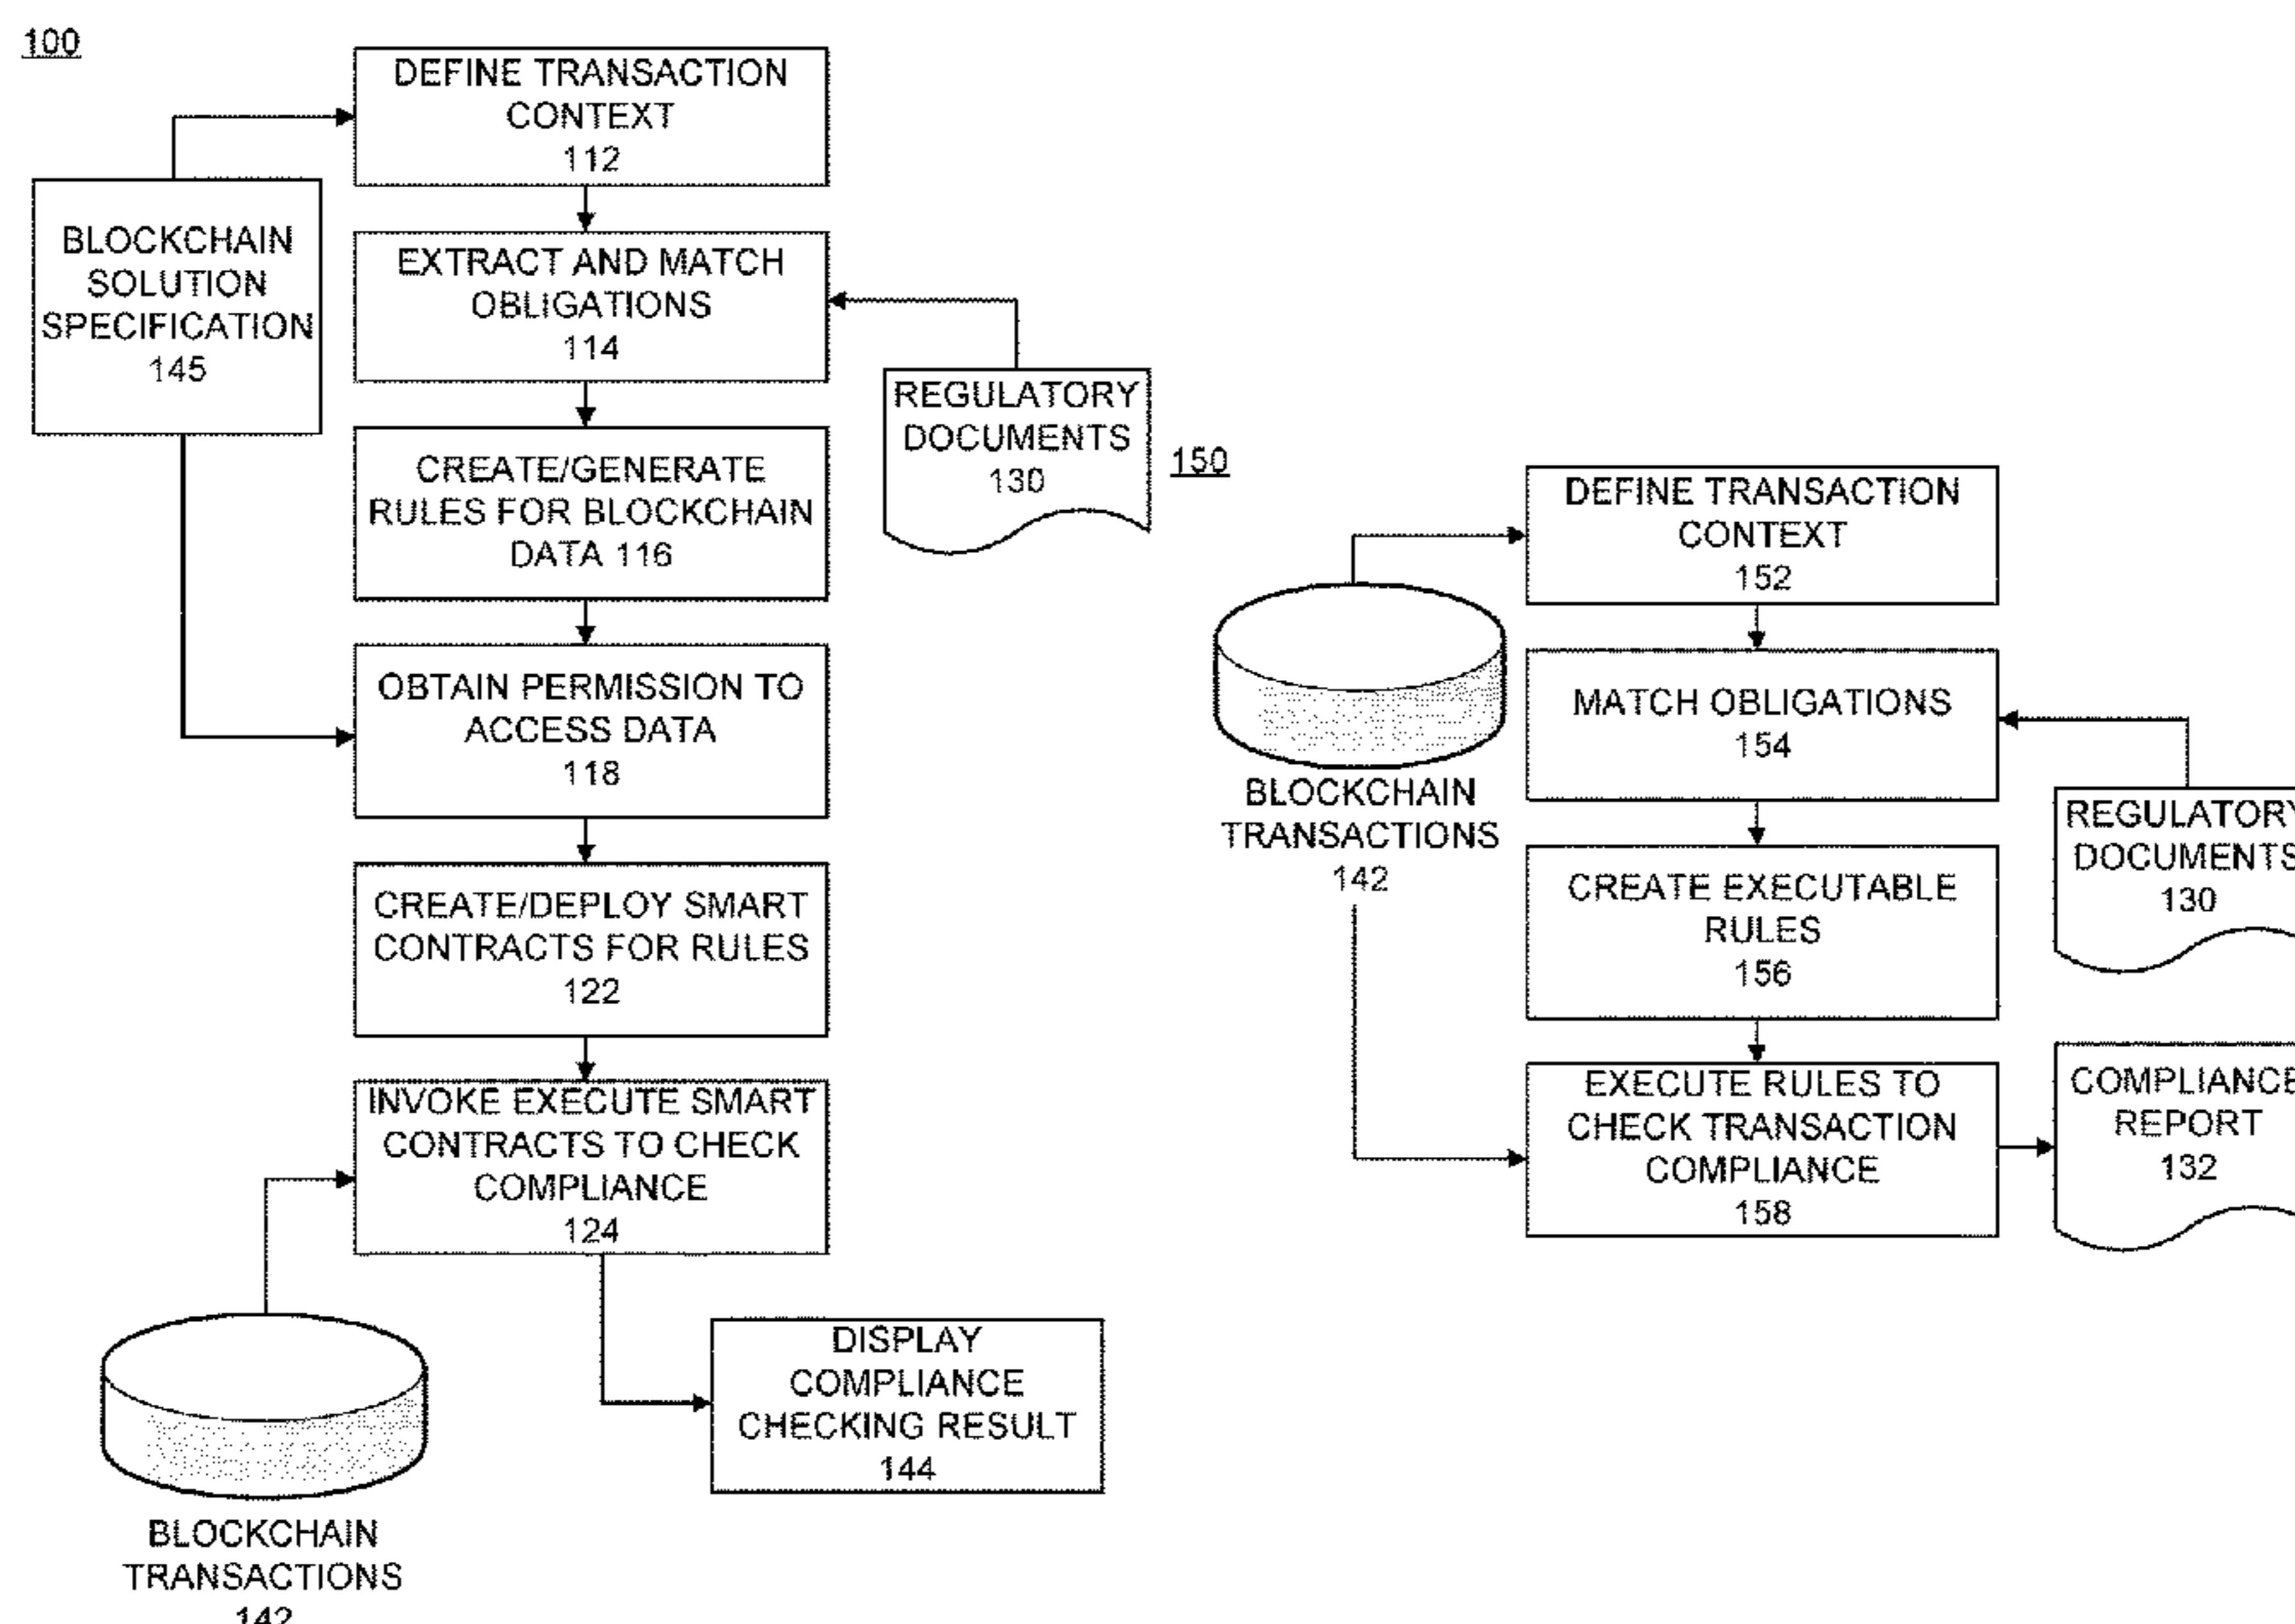 100
DEFINE TRANSACTION
CONTEXT
112
BLOCKCHAIN
SOLUTION
SPECIFICATION
145
EXTRACT AND MATCH
OBLIGATIONS
114
REGULATORY
DOCUMENTS
130
CREATE/GENERATE
RULES FOR BLOCKCHAIN
DATA 116
OBTAIN PERMISSION TO
ACCESS DATA
118
CREATE/DEPLOY SMART
CONTRACTS FOR RULES
122
INVOKE EXECUTE SMART
CONTRACTS TO CHECK
COMPLIANCE
124
DISPLAY
COMPLIANCE
CHECKING RESULT
144
BLOCKCHAIN
TRANSACTIONS
142
150
DEFINE TRANSACTION
CONTEXT
152
BLOCKCHAIN
TRANSACTIONS
142
MATCH OBLIGATIONS
154
REGULATORY
DOCUMENTS
130
CREATE EXECUTABLE
RULES
156
EXECUTE RULES TO
CHECK TRANSACTION
COMPLIANCE
158
COMPLIANCE
REPORT
132